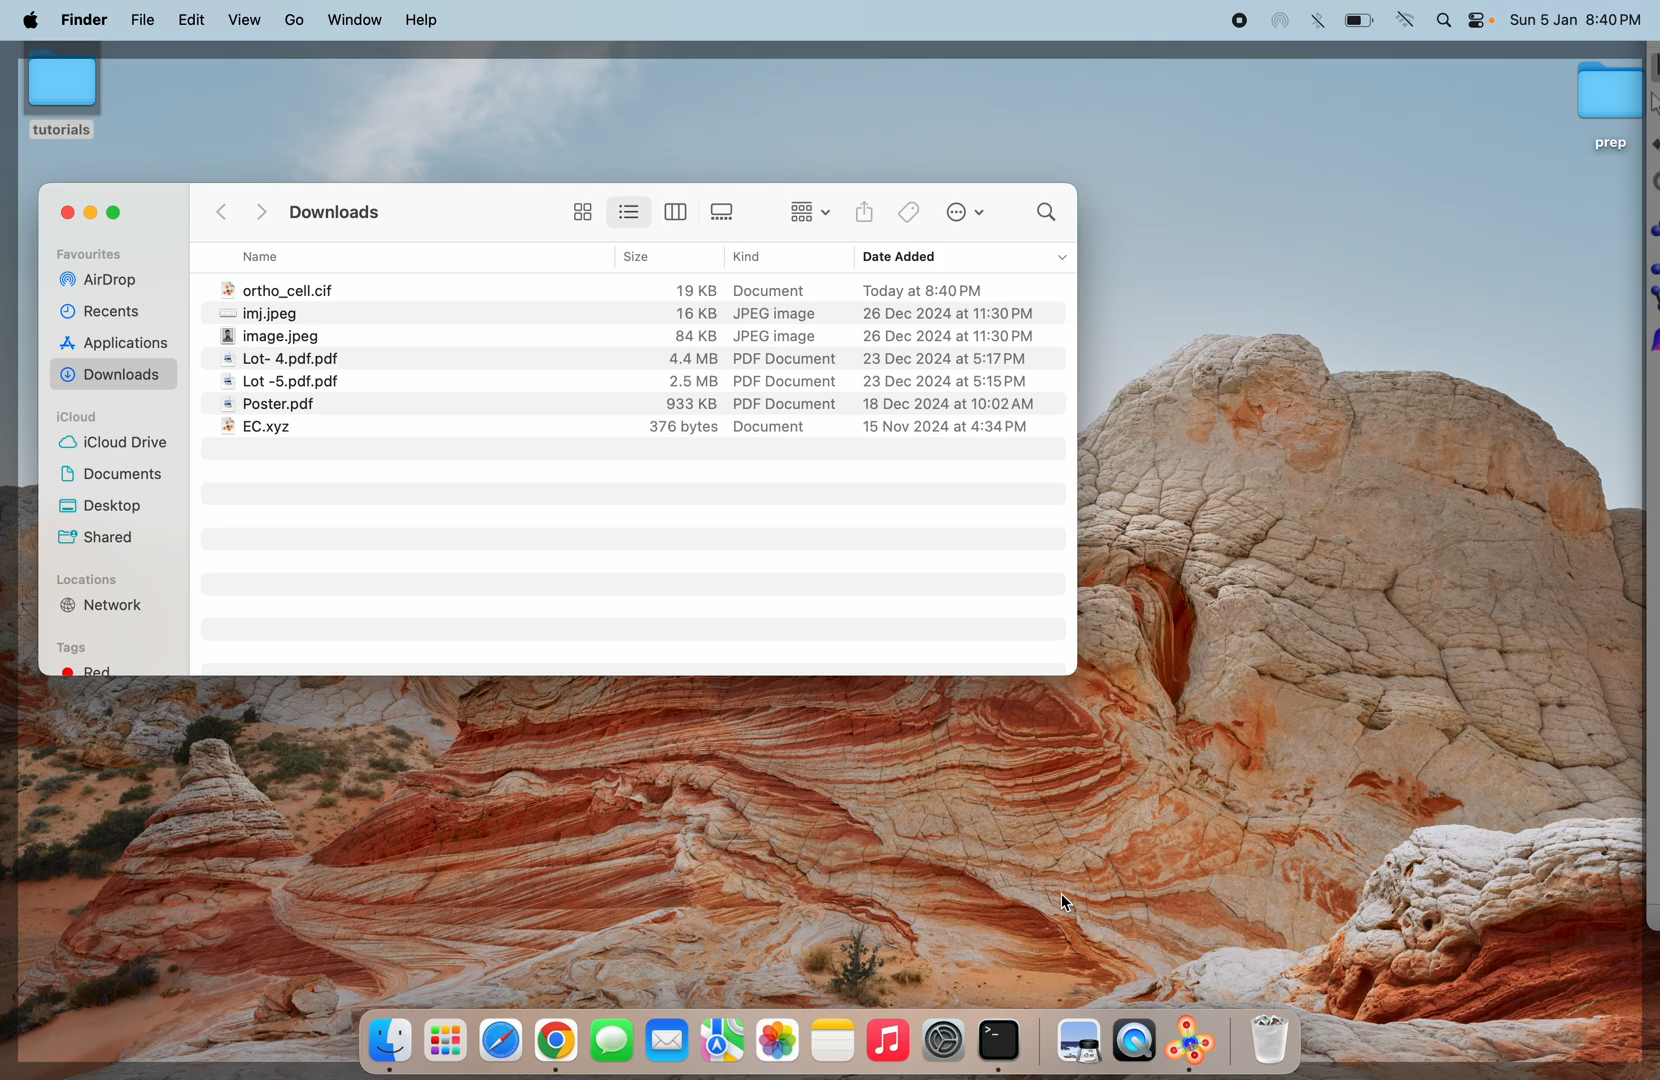 Finder File Edit View Go Window Help Sun 5 Jan 8:40 PM
tutorials
prep
Downloads
Name Size Kind Date Added
ortho_cell.cif 19 KB Document Today at 8:40 PM
imj.jpeg 16 KB JPEG image 26 Dec 2024 at 11:30 PM
image.jpeg 84 KB JPEG image 26 Dec 2024 at 11:30 PM
Lot- 4.pdf.pdf 4.4 MB PDF Document 23 Dec 2024 at 5:17 PM
Lot -5.pdf.pdf 2.5 MB PDF Document 23 Dec 2024 at 5:15 PM
Poster.pdf 933 KB PDF Document 18 Dec 2024 at 10:02 AM
EC.xyz 376 bytes Document 15 Nov 2024 at 4:34 PM
Favourites
AirDrop
Recents
Applications
Downloads
iCloud
iCloud Drive
Documents
Desktop
Shared
Locations
Network
Tags
Red